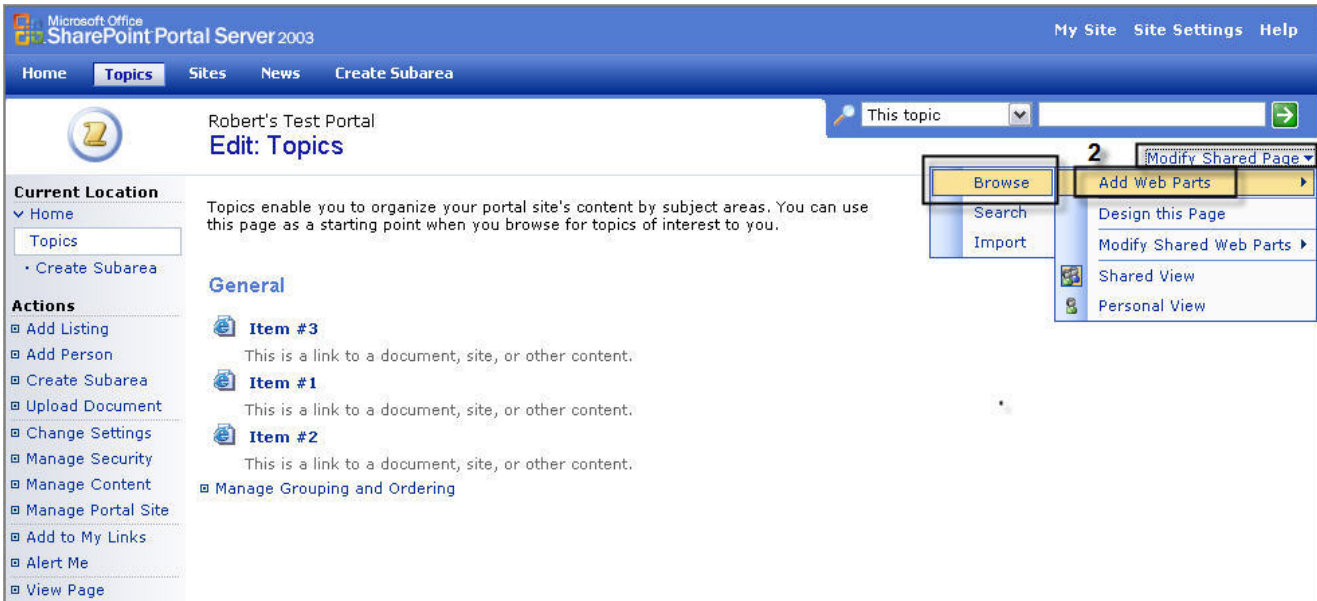 Microsoft Office
SharePoint Portal Server 2003
My Site Site Settings Help
Home Topics Sites News Create Subarea
Robert's Test Portal
Edit: Topics
This topic
2
Modify Shared Page
Browse
Search
Import
Add Web Parts
Design this Page
Modify Shared Web Parts
Shared View
Personal View
Current Location
Home
Topics
Create Subarea
Actions
Add Listing
Add Person
Create Subarea
Upload Document
Change Settings
Manage Security
Manage Content
Manage Portal Site
Add to My Links
Alert Me
View Page
Topics enable you to organize your portal site's content by subject areas. You can use
this page as a starting point when you browse for topics of interest to you.
General
Item #3
This is a link to a document, site, or other content.
Item #1
This is a link to a document, site, or other content.
Item #2
This is a link to a document, site, or other content.
Manage Grouping and Ordering